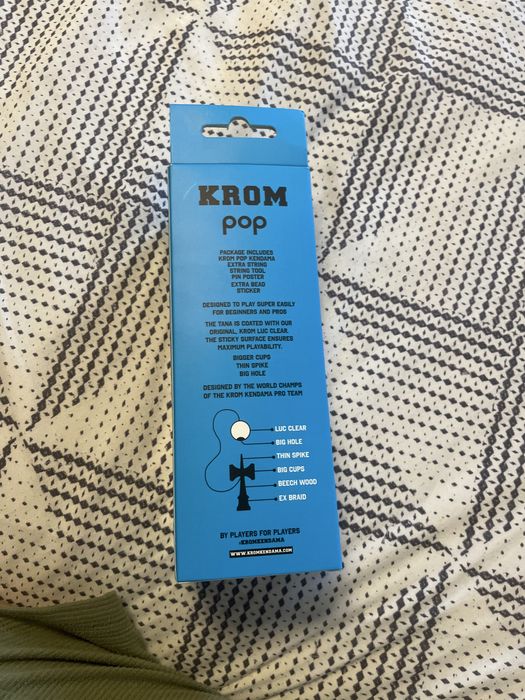 KROM
pop
PACKAGE INCLUDES
KROM POP KENDAMA
EXTRA STRING
STRING TOOL
PIN POSTER
EXTRA BEAD
STICKER
DESIGNED TO PLAY SUPER EASILY
FOR BEGINNERS AND PROS
THE TAMA IS COATED WITH OUR
ORIGINAL, KROM LUC CLEAR.
THE STICKY SURFACE ENSURES
MAXIMUM PLAYABILITY.
BIGGER CUPS
THIN SPIKE
BIG HOLE
DESIGNED BY THE WORLD CHAMPS
OF THE KROM KENDAMA PRO TEAM
LUC CLEAR
BIG HOLE
THIN SPIKE
BIG CUPS
BEECH WOOD
EX BRAID
BY PLAYERS FOR PLAYERS
#KROMKENDAMA
WWW.KROMKENDAMA.COM